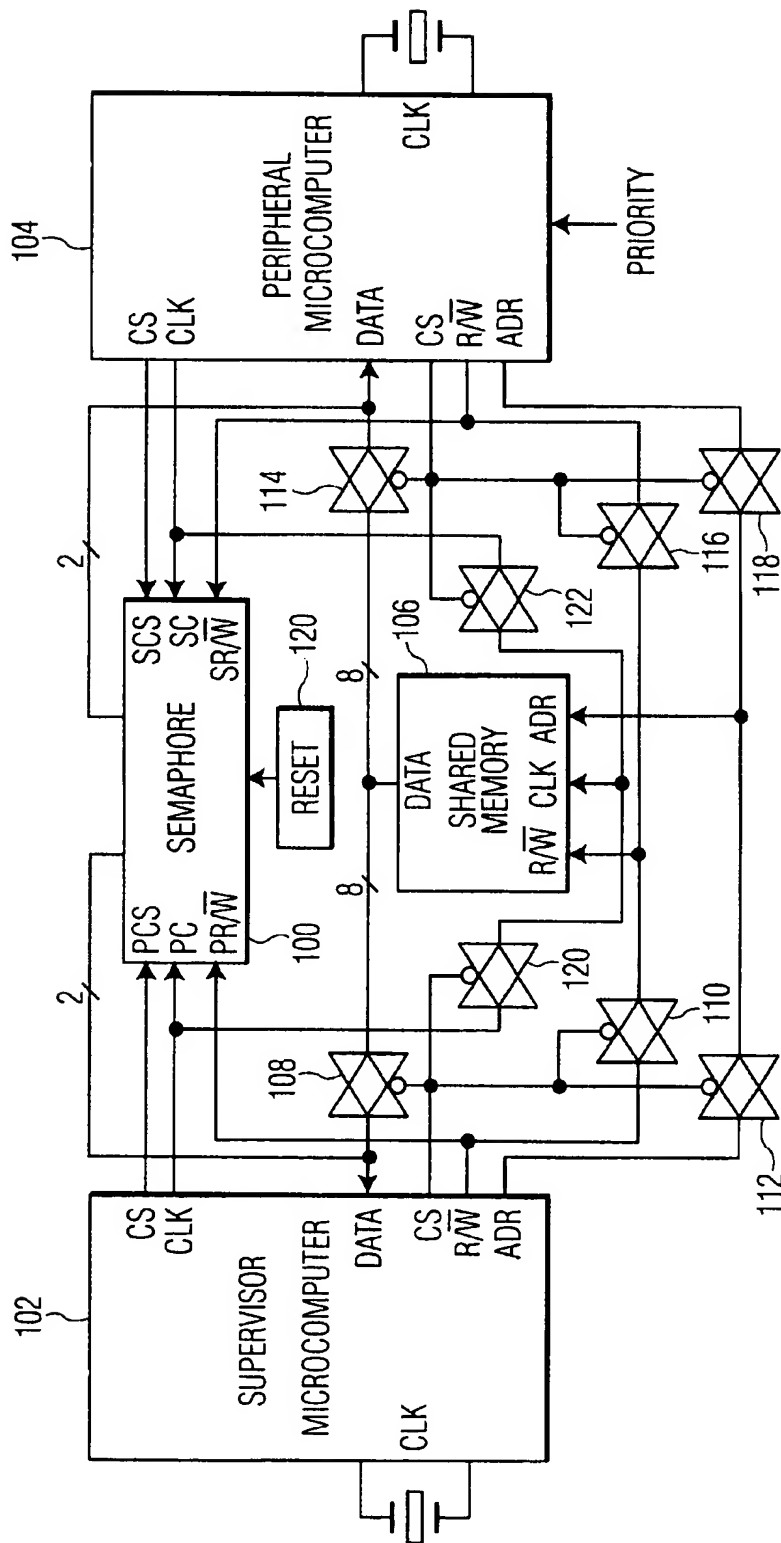 102
SUPERVISOR
MICROCOMPUTER
CLK
CS
CLK
DATA
CS
R/W̅
ADR
2
PCS
PC
PR/W̅
100
SEMAPHORE
SCS
SC
SR/W̅
RESET
120
2
108
8
8
114
120
106
DATA
SHARED
MEMORY
R/W̅ CLK ADR
122
110
112
116
118
104
CS
CLK
PERIPHERAL
MICROCOMPUTER
DATA
CS
R/W̅
ADR
CLK
PRIORITY